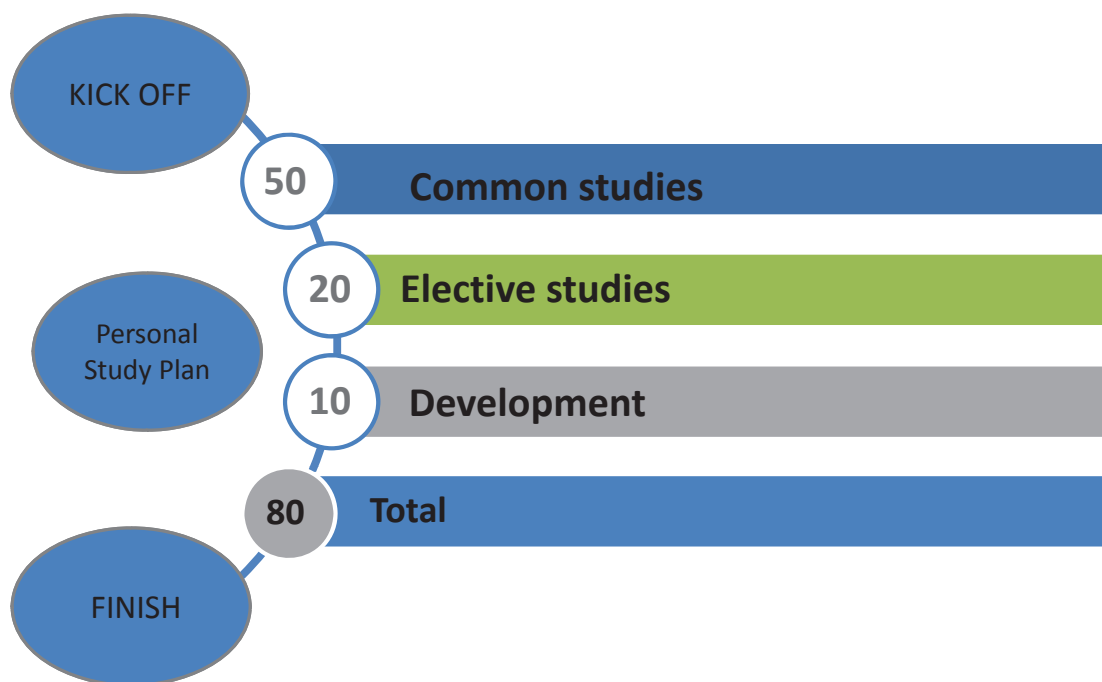 KICK OFF
50
Common studies
20
Elective studies
Personal
Study Plan
10
Development
80
Total
FINISH